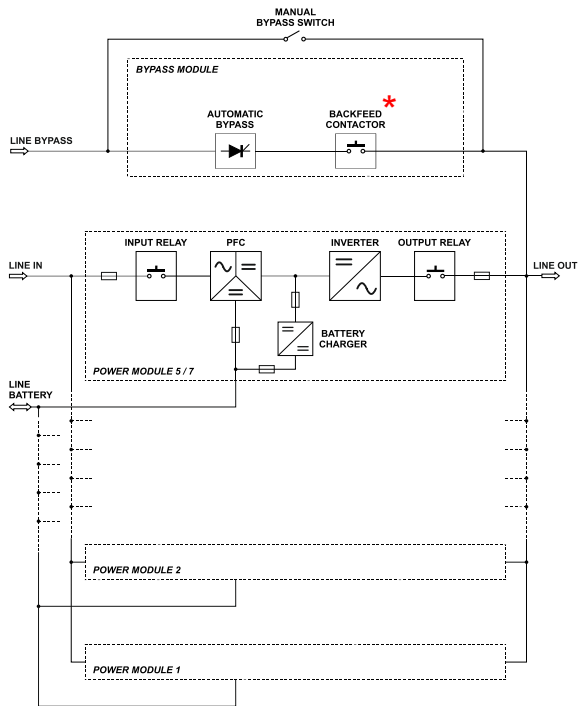 MANUAL
BYPASS SWITCH
BYPASS MODULE
AUTOMATIC
BYPASS
BACKFEED
CONTACTOR
*
LINE BYPASS
INPUT RELAY
PFC
INVERTER
OUTPUT RELAY
LINE IN
LINE OUT
BATTERY
CHARGER
POWER MODULE 5 / 7
LINE
BATTERY
POWER MODULE 2
POWER MODULE 1